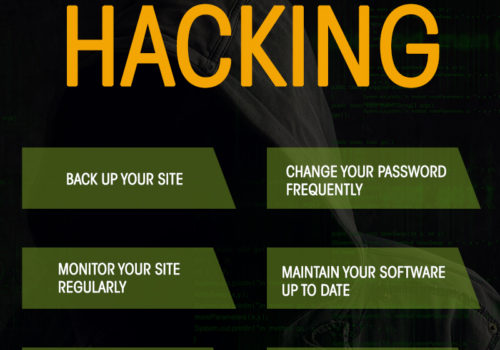 HACKING
BACK UP YOUR SITE
CHANGE YOUR PASSWORD
FREQUENTLY
MONITOR YOUR SITE
REGULARLY
MAINTAIN YOUR SOFTWARE
UP TO DATE